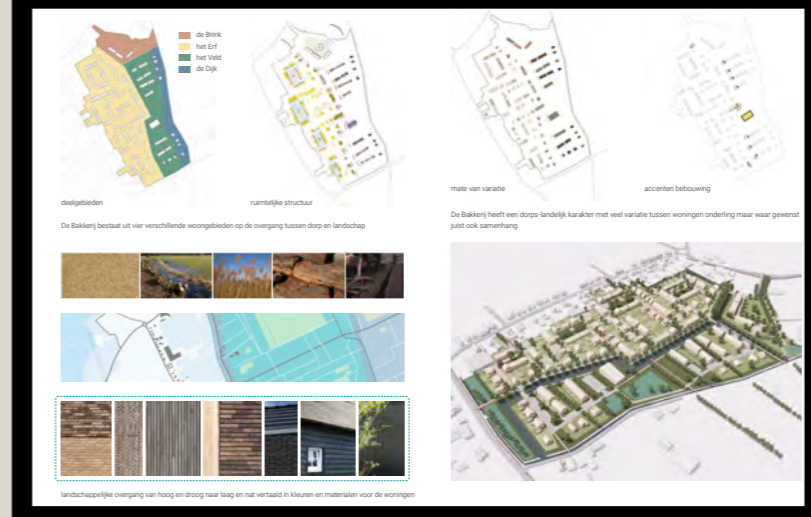 de Brink
het Erf
het Veld
de Dijk
deelgebieden
ruimtelijke structuur
De Bakkerij bestaat uit vier verschillende woongebieden op de overgang tussen dorp en landschap
landschappelijke overgang van hoog en droog naar laag en nat vertaald in kleuren en materialen voor de woningen
mate van variatie
accenten bebouwing
De Bakkerij heeft een dorps-landelijk karakter met veel variatie tussen woningen onderling maar waar gewenst
juist ook samenhang